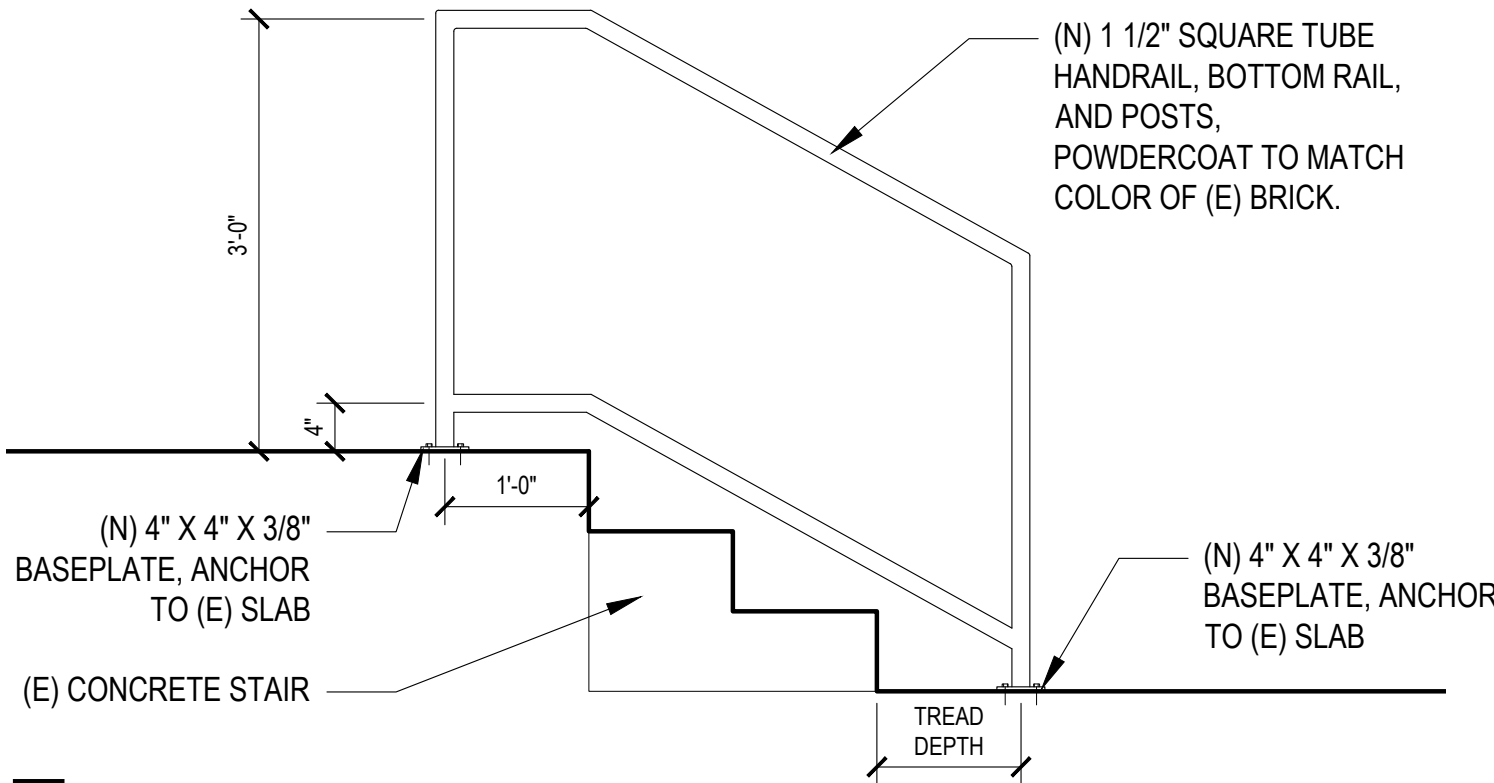 (N) 1 1/2" SQUARE TUBE
HANDRAIL, BOTTOM RAIL,
AND POSTS,
POWDERCOAT TO MATCH
COLOR OF (E) BRICK.
3'-0"
4"
1'-0"
(N) 4" X 4" X 3/8"
BASEPLATE, ANCHOR
TO (E) SLAB
(E) CONCRETE STAIR
(N) 4" X 4" X 3/8"
BASEPLATE, ANCHOR
TO (E) SLAB
TREAD
DEPTH